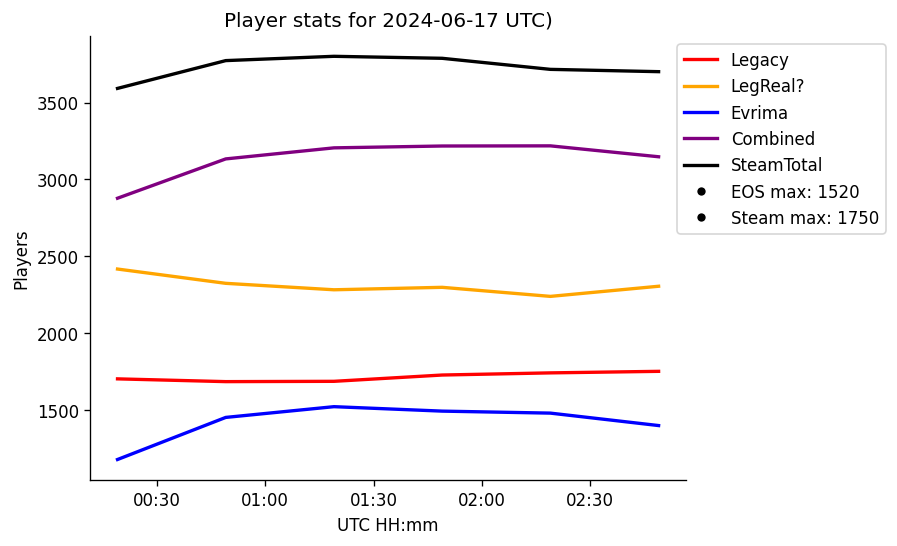 Player stats for 2024-06-17 UTC)
Legacy
LegReal?
Evrima
Combined
SteamTotal
EOS max: 1520
Steam max: 1750
Players
3500
3000
2500
2000
1500
00:30
01:00
01:30
02:00
02:30
UTC HH:mm